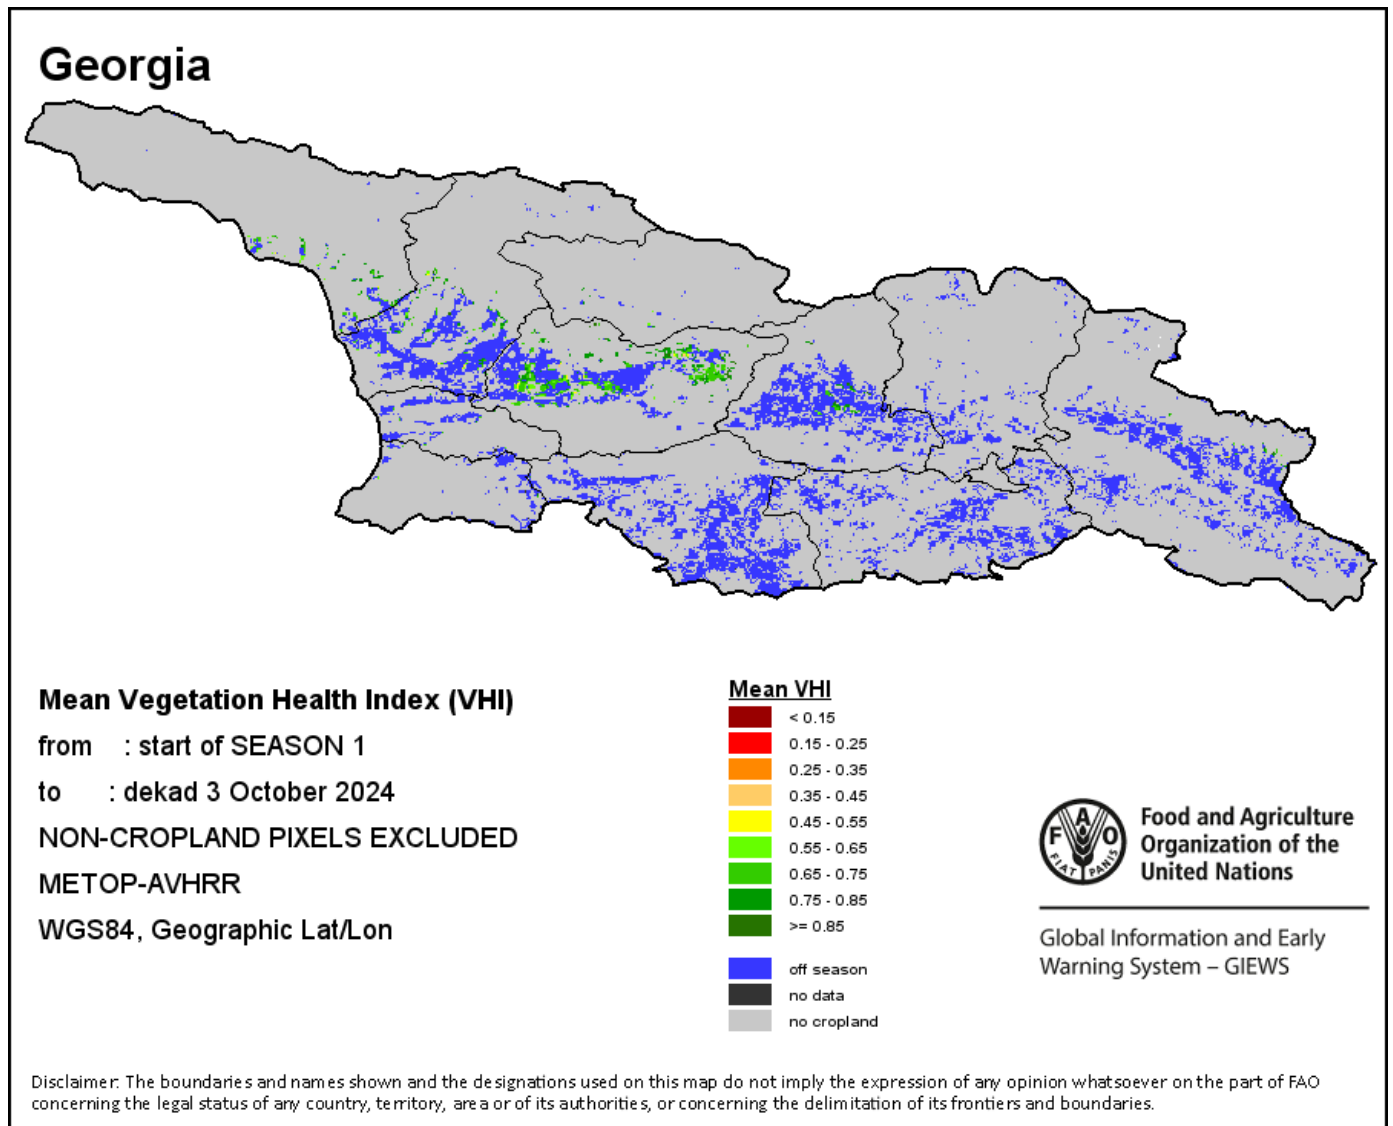 Georgia
Mean Vegetation Health Index (VHI)
from : start of SEASON 1
to : dekad 3 October 2024
NON-CROPLAND PIXELS EXCLUDED
METOP-AVHRR
WGS84, Geographic Lat/Lon
Mean VHI
< 0.15
0.15 - 0.25
0.25 - 0.35
0.35 - 0.45
0.45 - 0.55
0.55 - 0.65
0.65 - 0.75
0.75 - 0.85
>= 0.85
off season
no data
no cropland
F A O
FIAT PANIS
Food and Agriculture
Organization of the
United Nations
Global Information and Early
Warning System – GIEWS
Disclaimer: The boundaries and names shown and the designations used on this map do not imply the expression of any opinion whatsoever on the part of FAO
concerning the legal status of any country, territory, area or of its authorities, or concerning the delimitation of its frontiers and boundaries.